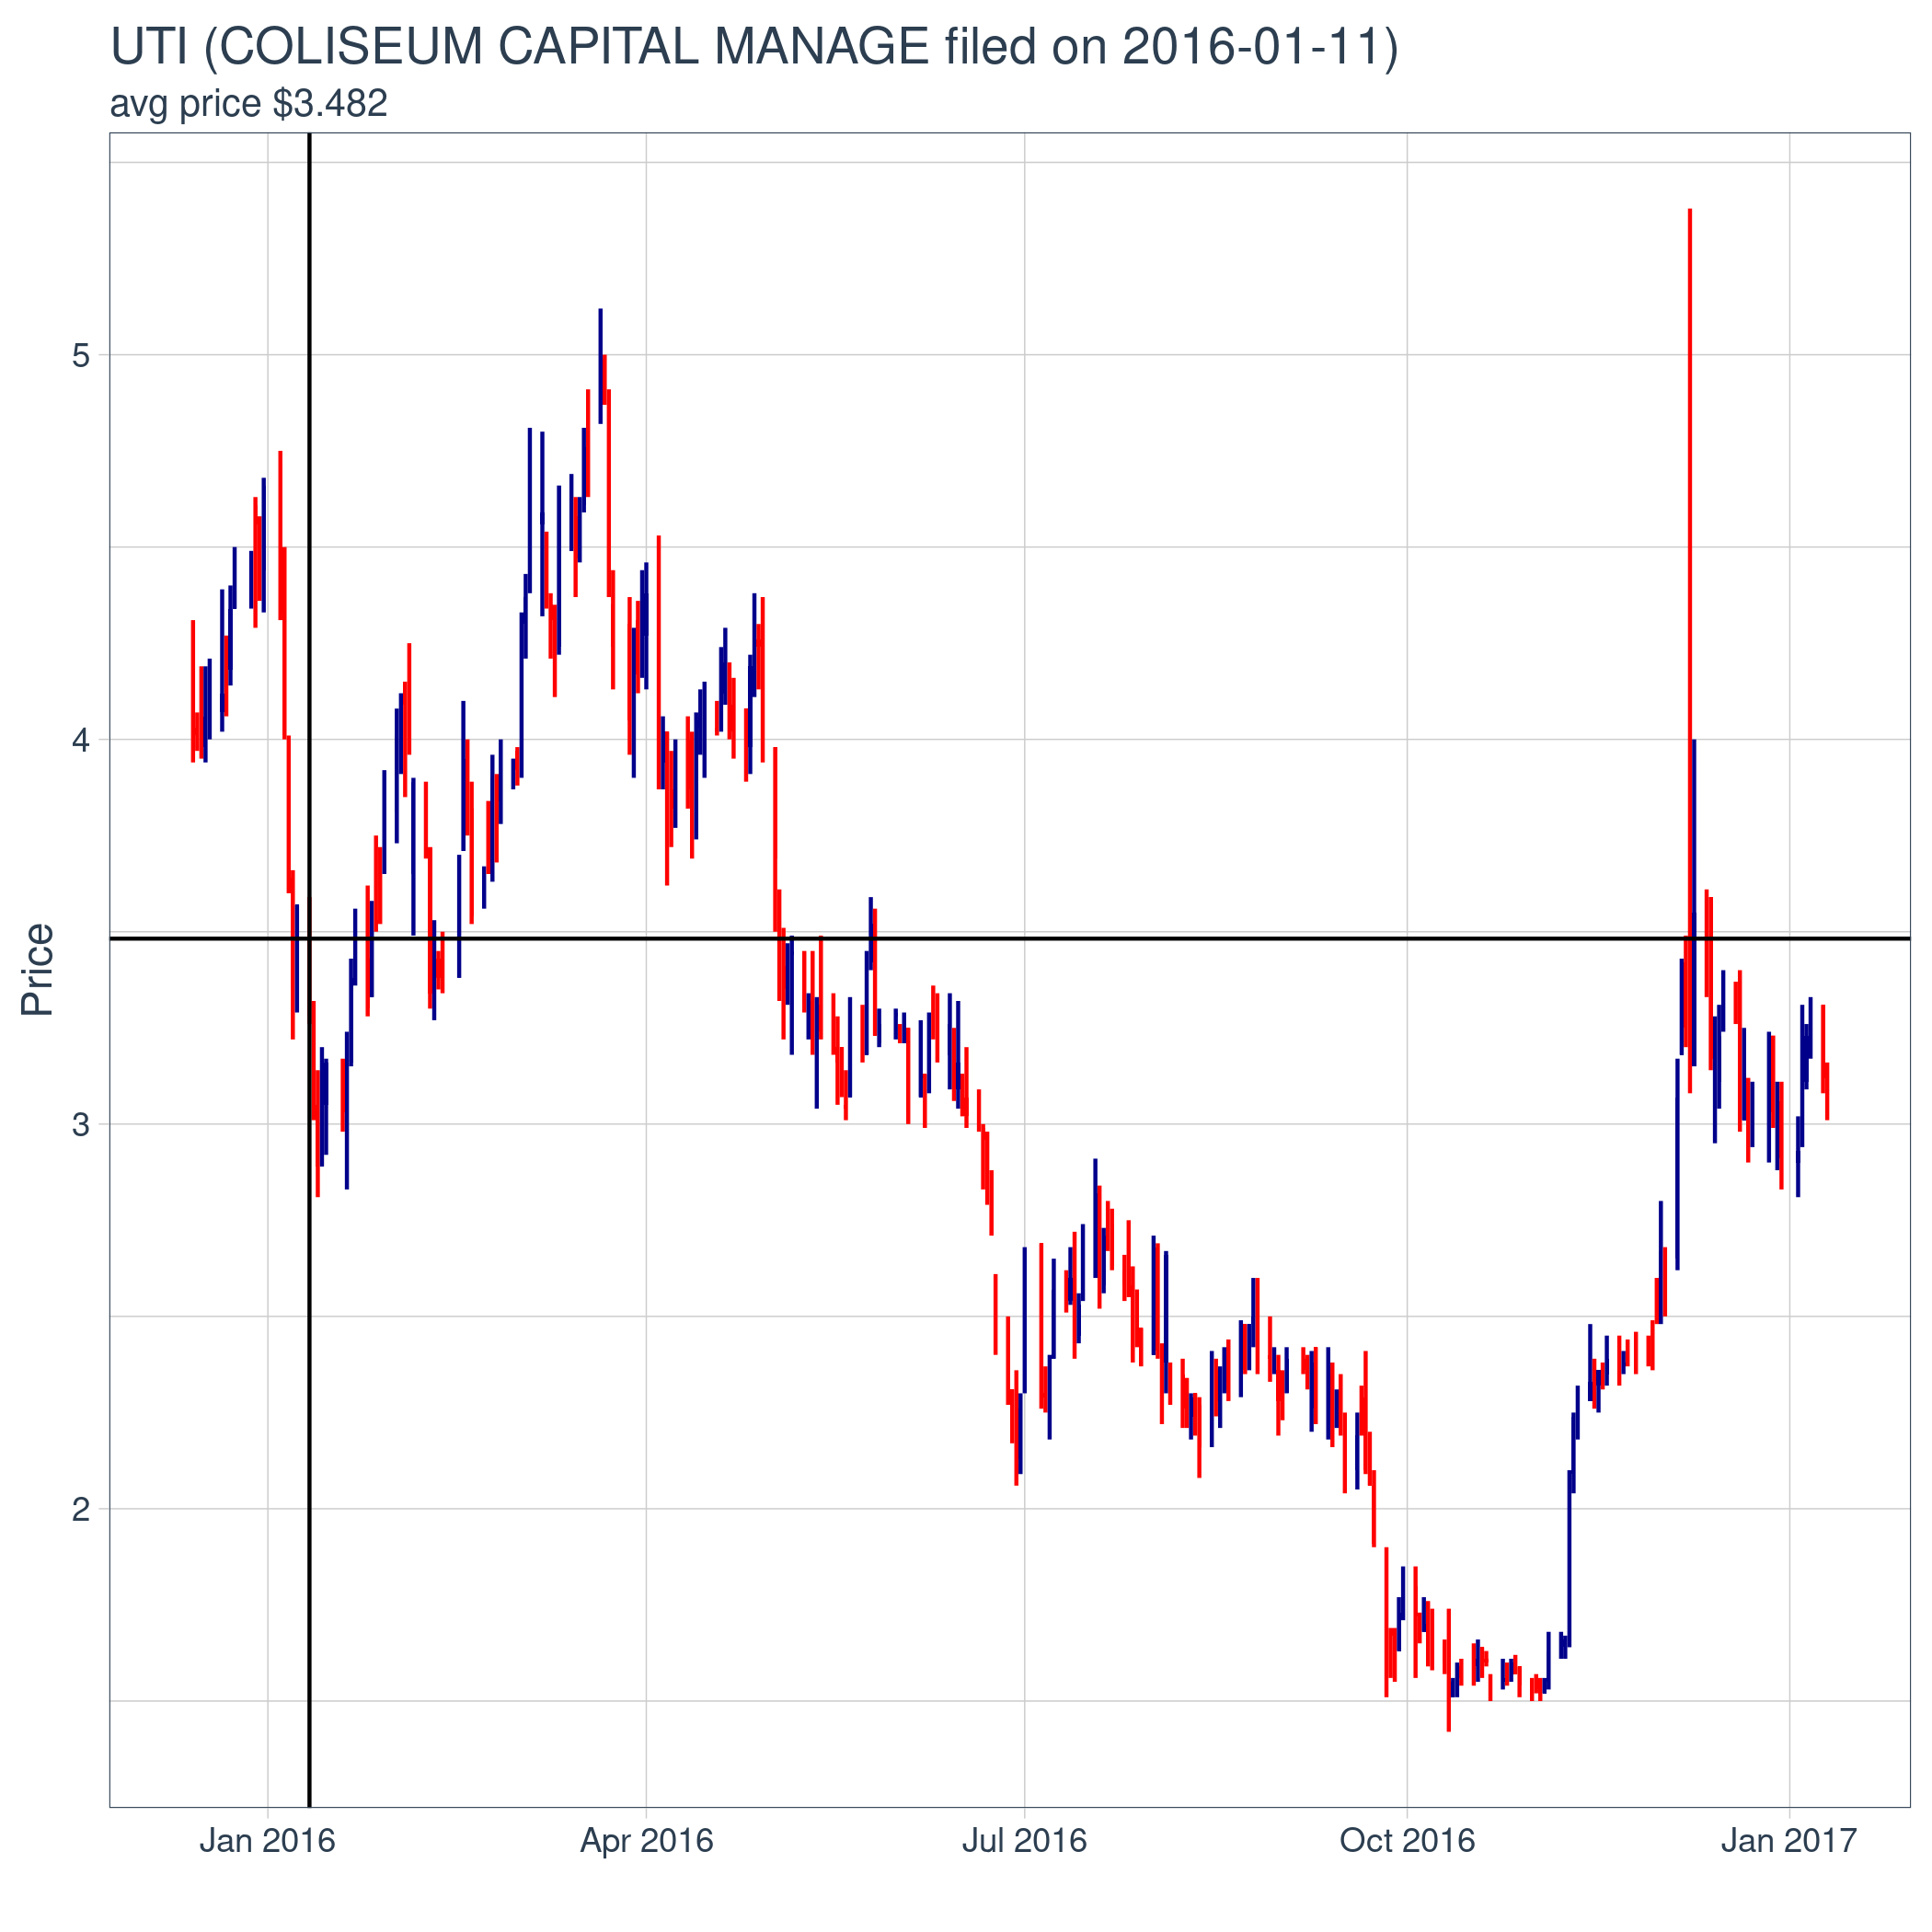 UTI (COLISEUM CAPITAL MANAGE filed on 2016-01-11)
avg price $3.482
Price
5
4
3
2
Jan 2016
Apr 2016
Jul 2016
Oct 2016
Jan 2017